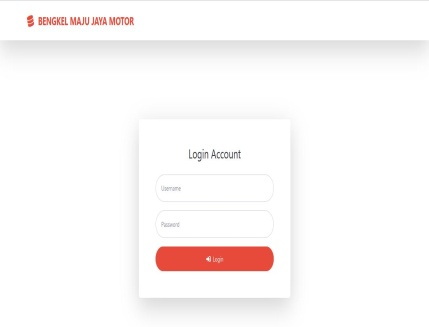 BENGKEL MAJU JAYA MOTOR
Login Account
Username
Password
Login